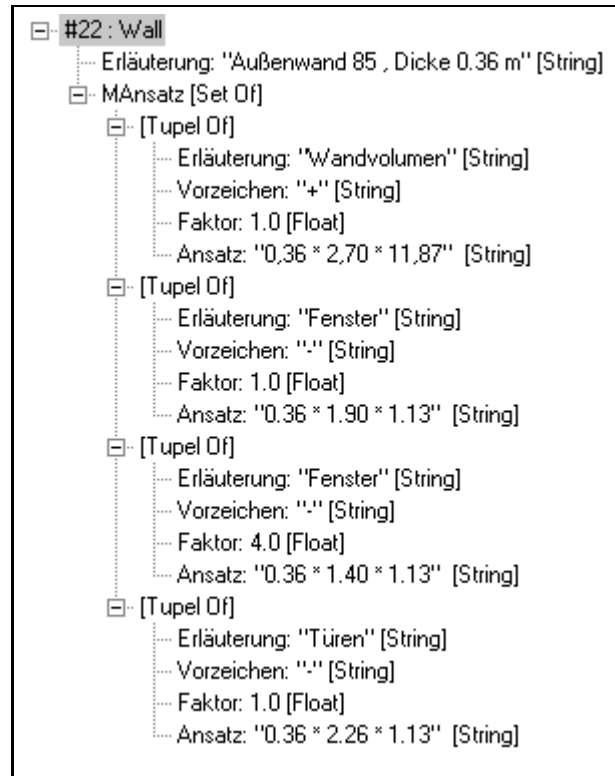 #22 : Wall
Erläuterung: "Außenwand 85 , Dicke 0.36 m" [String]
MAnsatz [Set Of]
[Tupel Of]
Erläuterung: "Wandvolumen" [String]
Vorzeichen: "+" [String]
Faktor: 1.0 [Float]
Ansatz: "0,36 * 2,70 * 11,87" [String]
[Tupel Of]
Erläuterung: "Fenster" [String]
Vorzeichen: "-" [String]
Faktor: 1.0 [Float]
Ansatz: "0.36 * 1.90 * 1.13" [String]
[Tupel Of]
Erläuterung: "Fenster" [String]
Vorzeichen: "-" [String]
Faktor: 4.0 [Float]
Ansatz: "0.36 * 1.40 * 1.13" [String]
[Tupel Of]
Erläuterung: "Türen" [String]
Vorzeichen: "-" [String]
Faktor: 1.0 [Float]
Ansatz: "0.36 * 2.26 * 1.13" [String]